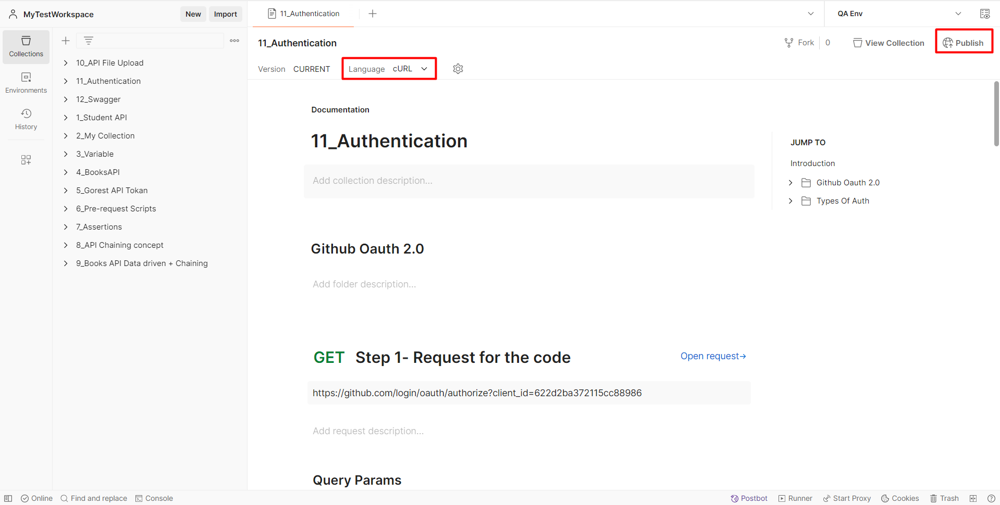 MyTestWorkspace
New
Import
11_Authentication
QA Env
Collections
Environments
History
10_API File Upload
11_Authentication
12_Swagger
1_Student API
2_My Collection
3_Variable
4_BooksAPI
5_Gorest API Tokan
6_Pre-request Scripts
7_Assertions
8_API Chaining concept
9_Books API Data driven + Chaining
11_Authentication
Fork 0
View Collection
Publish
Version CURRENT
Language cURL
Documentation
11_Authentication
Add collection description...
Github Oauth 2.0
Add folder description...
GET Step 1- Request for the code
Open request→
https://github.com/login/oauth/authorize?client_id=622d2ba372115cc88986
Add request description...
Query Params
JUMP TO
Introduction
Github Oauth 2.0
Types Of Auth
Online
Find and replace
Console
Postbot
Runner
Start Proxy
Cookies
Trash